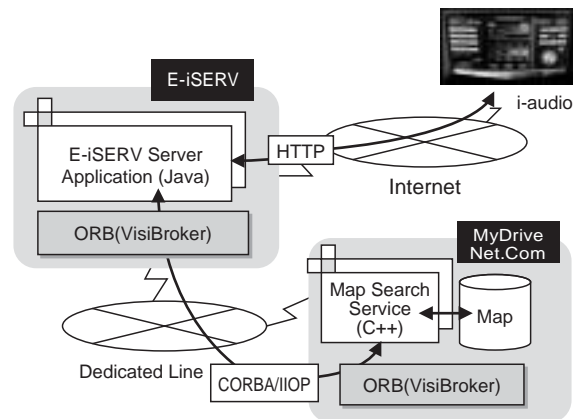 E-iSERV
i-audio
E-iSERV Server
Application (Java)
HTTP
Internet
ORB(VisiBroker)
MyDrive
Net.Com
Map Search
Service
(C++)
Map
Dedicated Line
CORBA/IIOP
ORB(VisiBroker)